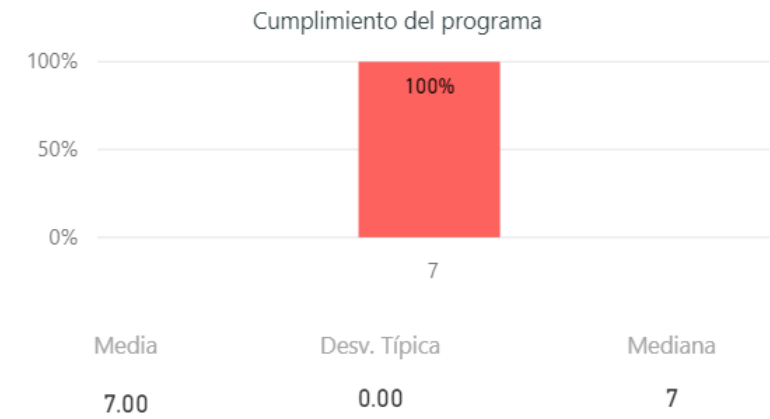 Cumplimiento del programa
100%
100%
50%
0%
7
Media Desv. Típica Mediana
7.00 0.00 7